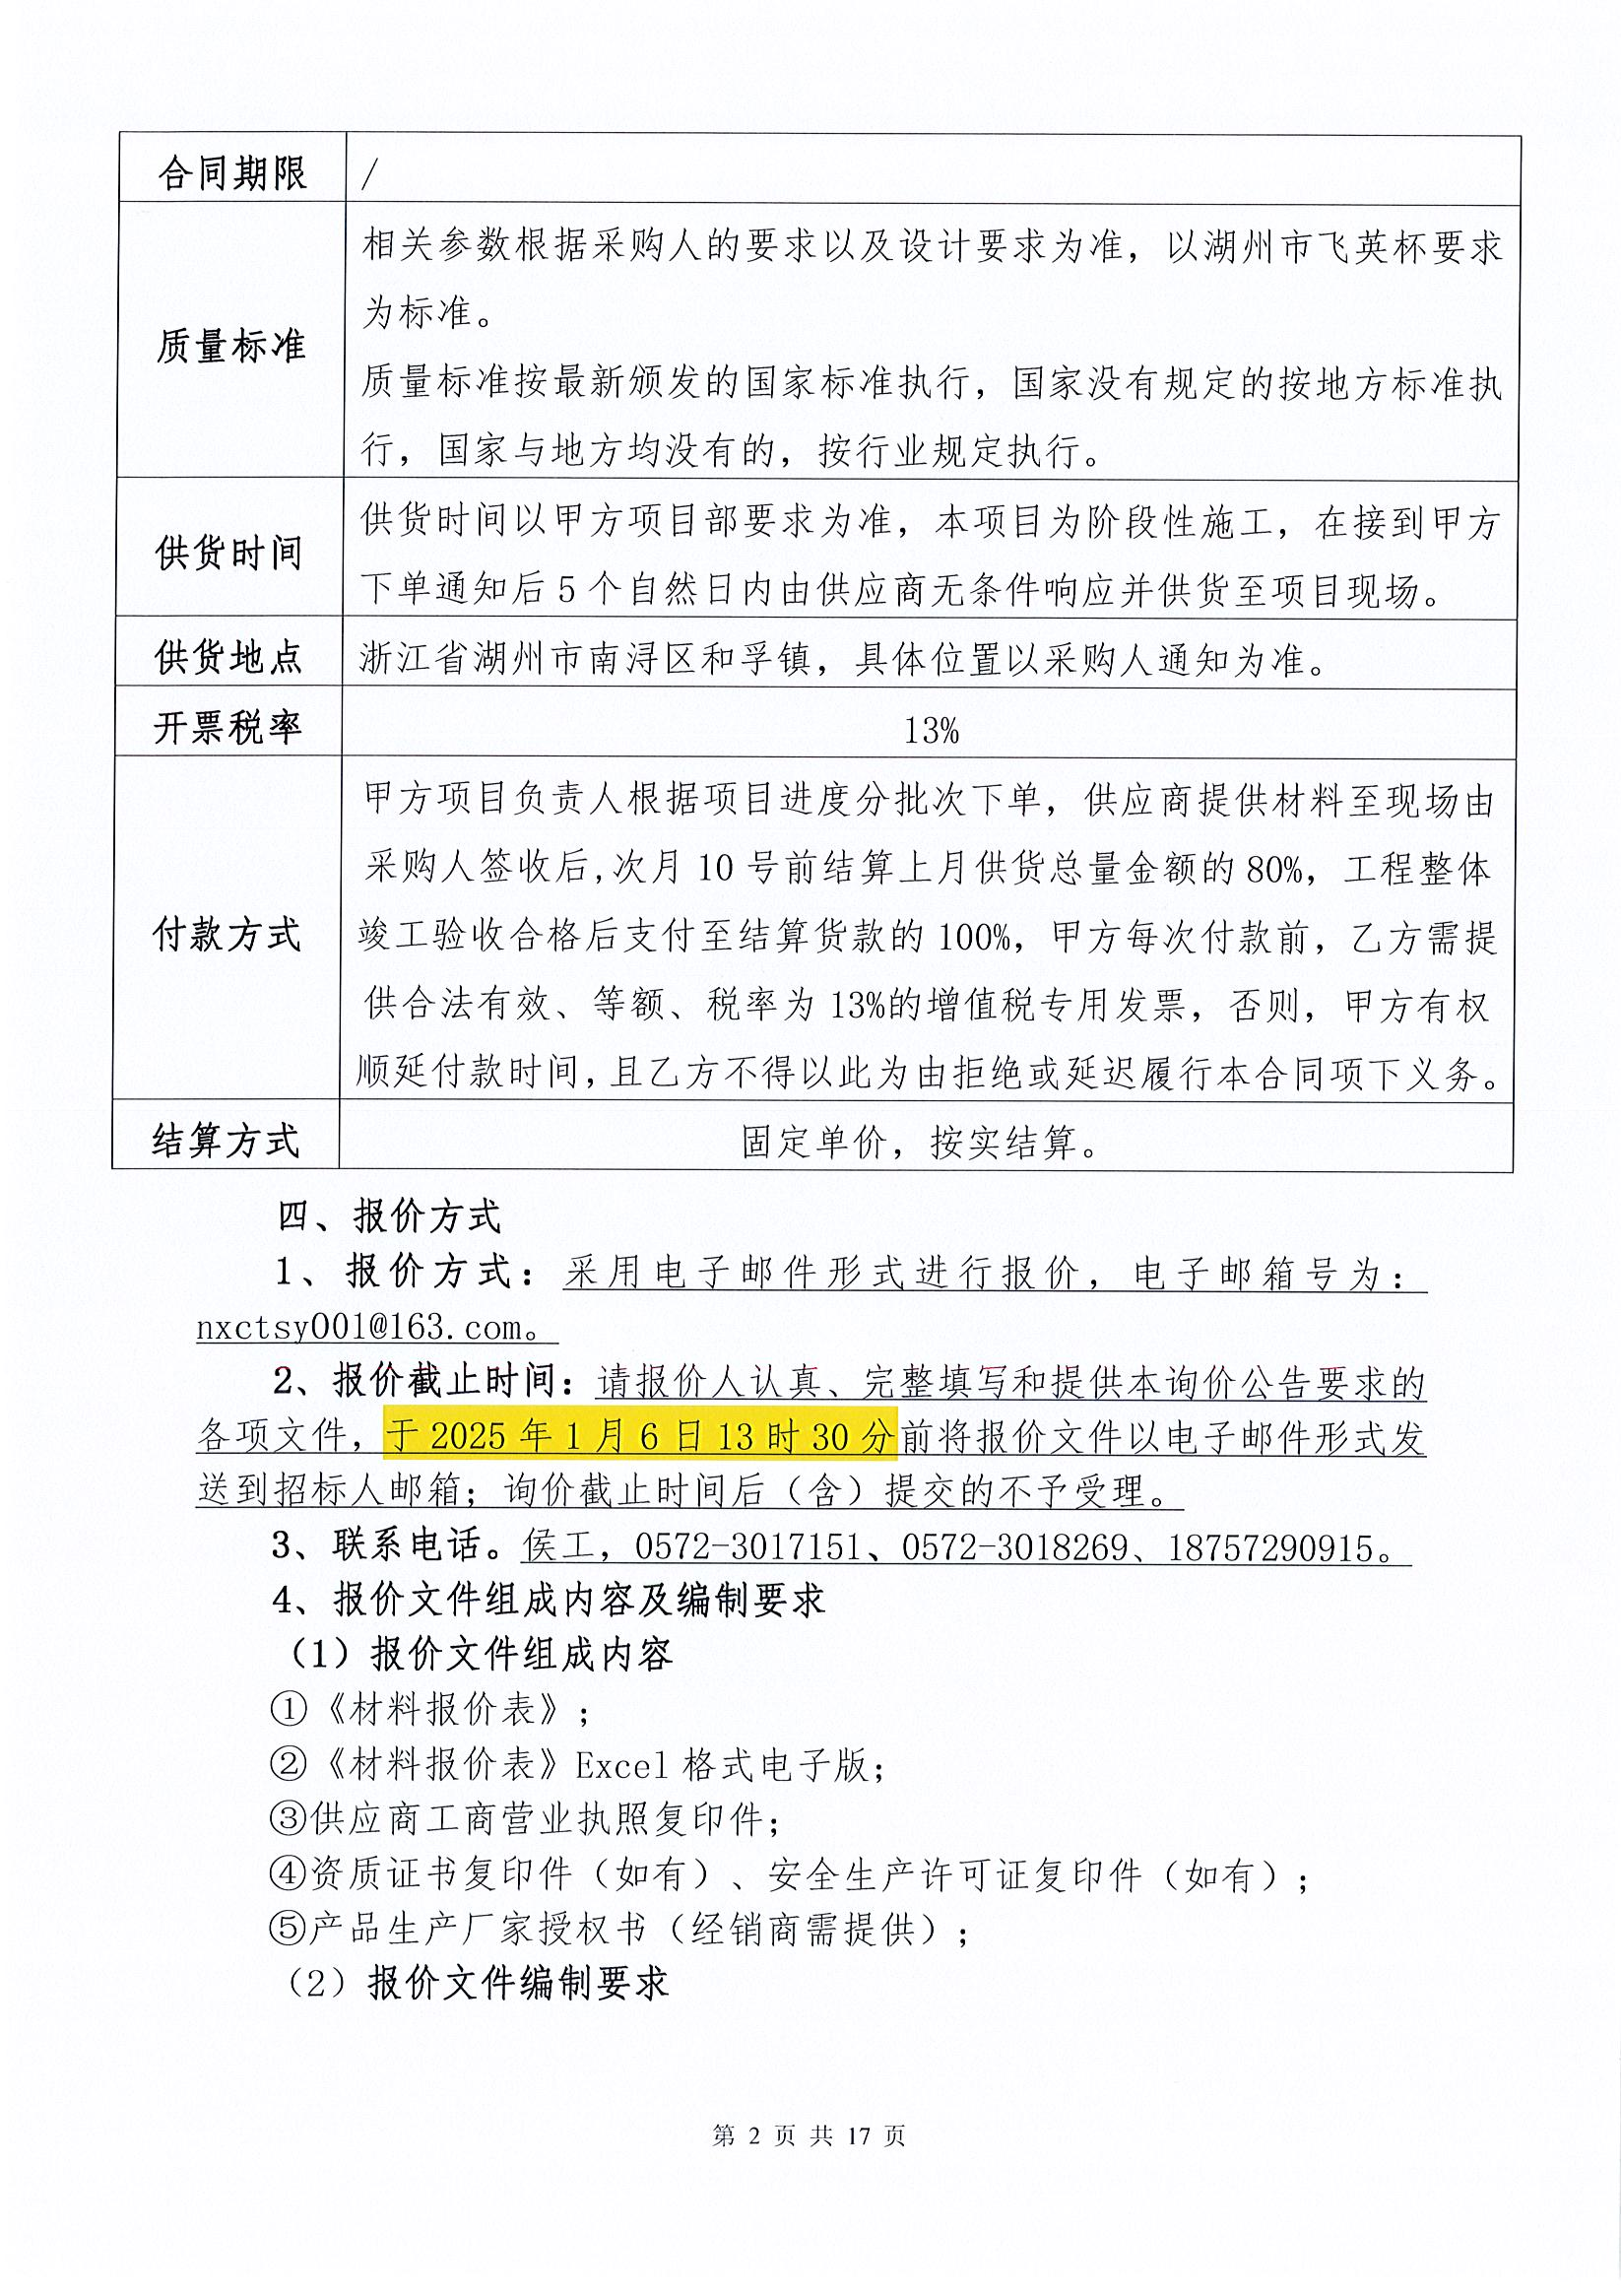 合同期限
/
质量标准
相关参数根据采购人的要求以及设计要求为准，以湖州市飞英杯要求
为标准。
质量标准按最新颁发的国家标准执行，国家没有规定的按地方标准执
行，国家与地方均没有的，按行业规定执行。
供货时间
供货时间以甲方项目部要求为准，本项目为阶段性施工，在接到甲方
下单通知后 5 个自然日内由供应商无条件响应并供货至项目现场。
供货地点
浙江省湖州市南浔区和孚镇，具体位置以采购人通知为准。
开票税率
13%
付款方式
甲方项目负责人根据项目进度分批次下单，供应商提供材料至现场由
采购人签收后,次月 10 号前结算上月供货总量金额的 80%，工程整体
竣工验收合格后支付至结算货款的 100%，甲方每次付款前，乙方需提
供合法有效、等额、税率为 13%的增值税专用发票，否则，甲方有权
顺延付款时间,且乙方不得以此为由拒绝或延迟履行本合同项下义务。
结算方式
固定单价，按实结算。
四、报价方式
1、报价方式：采用电子邮件形式进行报价，电子邮箱号为：
nxctsy001@163.com。
2、报价截止时间：请报价人认真、完整填写和提供本询价公告要求的
各项文件，于 2025 年 1 月 6 日 13 时 30 分前将报价文件以电子邮件形式发
送到招标人邮箱；询价截止时间后（含）提交的不予受理。
3、联系电话。侯工，0572-3017151、0572-3018269、18757290915。
4、报价文件组成内容及编制要求
（1）报价文件组成内容
①《材料报价表》；
②《材料报价表》Excel 格式电子版；
③供应商工商营业执照复印件；
④资质证书复印件（如有）、安全生产许可证复印件（如有）；
⑤产品生产厂家授权书（经销商需提供）；
（2）报价文件编制要求
第 2 页 共 17 页